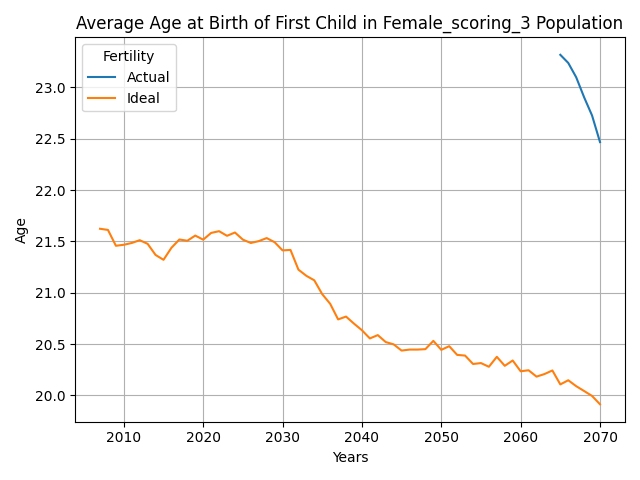 Average Age at Birth of First Child in Female_scoring_3 Population
Fertility
Actual
Ideal
23.0
22.5
22.0
21.5
21.0
20.5
20.0
Age
2010 2020 2030 2040 2050 2060 2070
Years